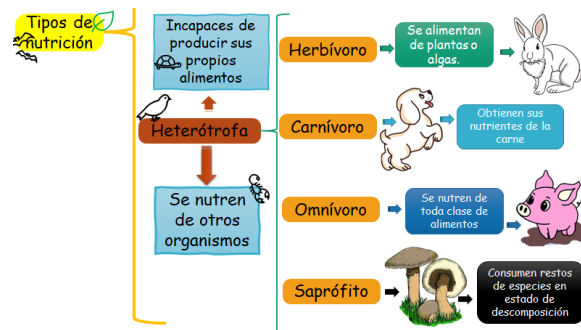 Tipos de
nutrición
Incapaces de
producir sus
propios
alimentos
Heterótrofa
Se nutren
de otros
organismos
Herbívoro
Se alimentan
de plantas o
algas.
Carnívoro
Obtienen sus
nutrientes de la
carne
Omnívoro
Se nutren de
toda clase de
alimentos
Saprófito
Consumen restos
de especies en
estado de
descomposición